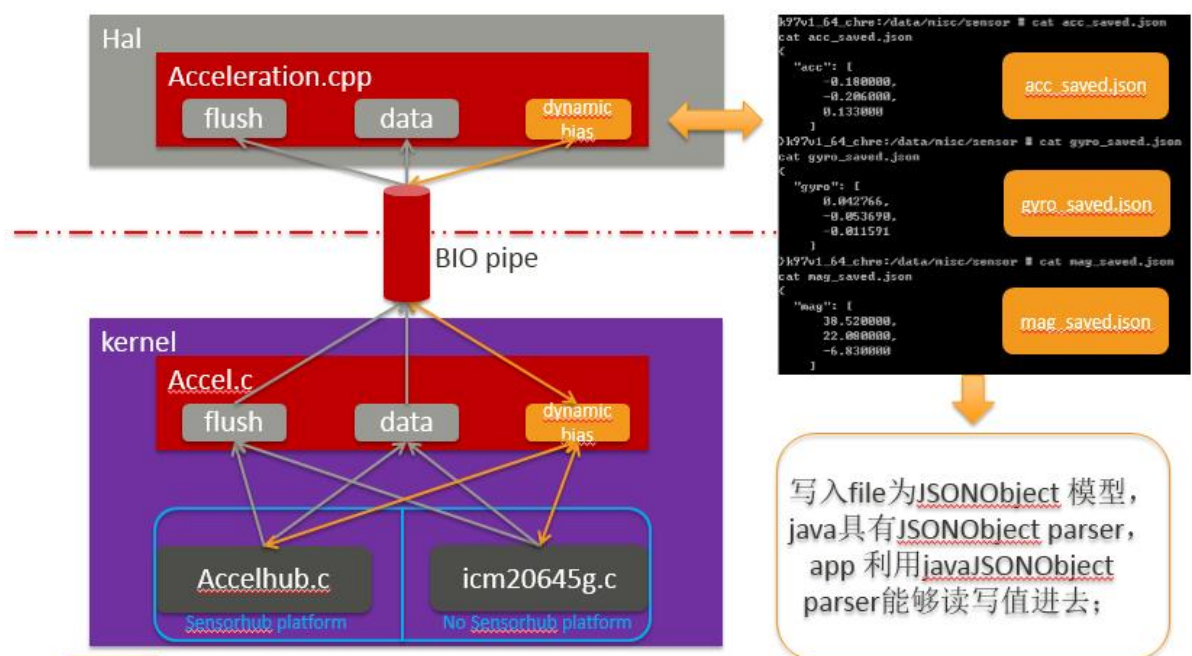 Hal
Acceleration.cpp
flush
data
dynamic
bias
BIO pipe
kernel
Accel.c
flush
data
dynamic
bias
Accelhub.c
Sensorhub platform
icm20645g.c
No Sensorhub platform
k97v1_64_chre:/data/misc/sensor # cat acc_saved.json
cat acc_saved.json
{
"acc": [
-0.180000,
-0.206000,
0.133000
]
}k97v1_64_chre:/data/misc/sensor # cat gyro_saved.json
cat gyro_saved.json
{
"gyro": [
0.042766,
-0.053690,
-0.011591
]
}k97v1_64_chre:/data/misc/sensor # cat mag_saved.json
cat mag_saved.json
{
"mag": [
38.520000,
22.080000,
-6.830000
]
acc_saved.json
gyro_saved.json
mag_saved.json
写入file为JSONObject 模型，
java具有JSONObject parser，
app 利用javaJSONObject
parser能够读写值进去；